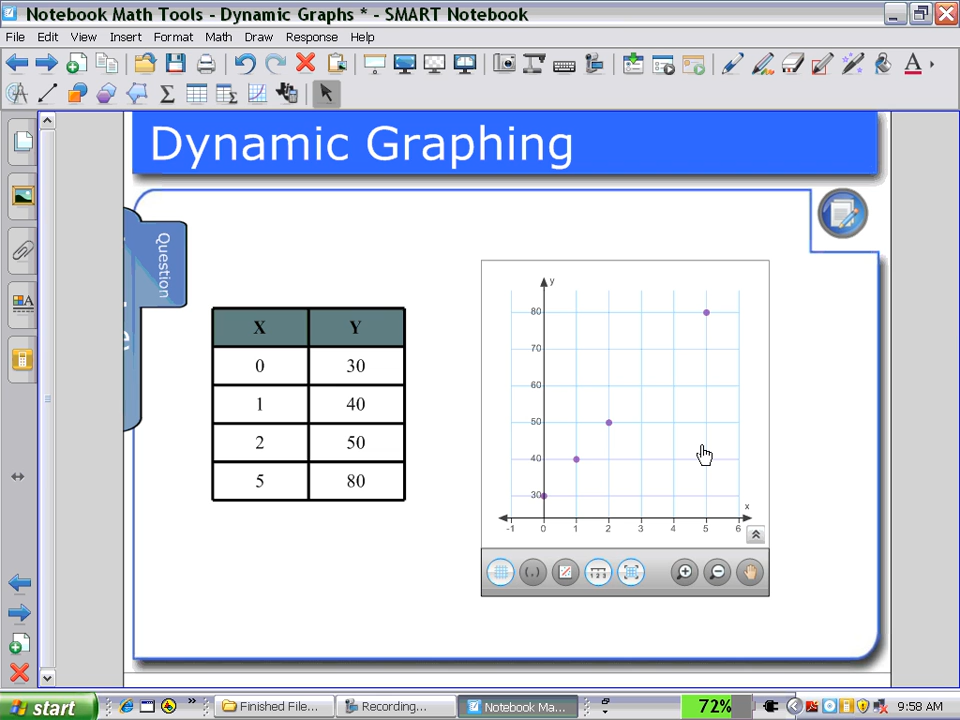 Notebook Math Tools - Dynamic Graphs * - SMART Notebook
File Edit View Insert Format Math Draw Response Help
Dynamic Graphing
Question
X Y
0 30
1 40
2 50
5 80
y
80
70
60
50
40
30
x
-1 0 1 2 3 4 5 6
start
Finished File...
Recording...
Notebook Ma...
72%
9:58 AM